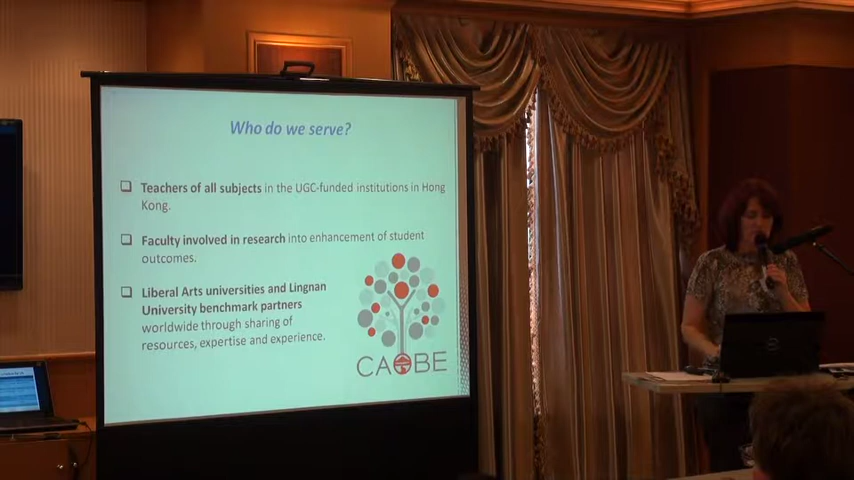 Who do we serve?
Teachers of all subjects in the UGC-funded institutions in Hong
Kong.
Faculty involved in research into enhancement of student
outcomes.
Liberal Arts universities and Lingnan
University benchmark partners
worldwide through sharing of
resources, expertise and experience.
CAOBE
DELL